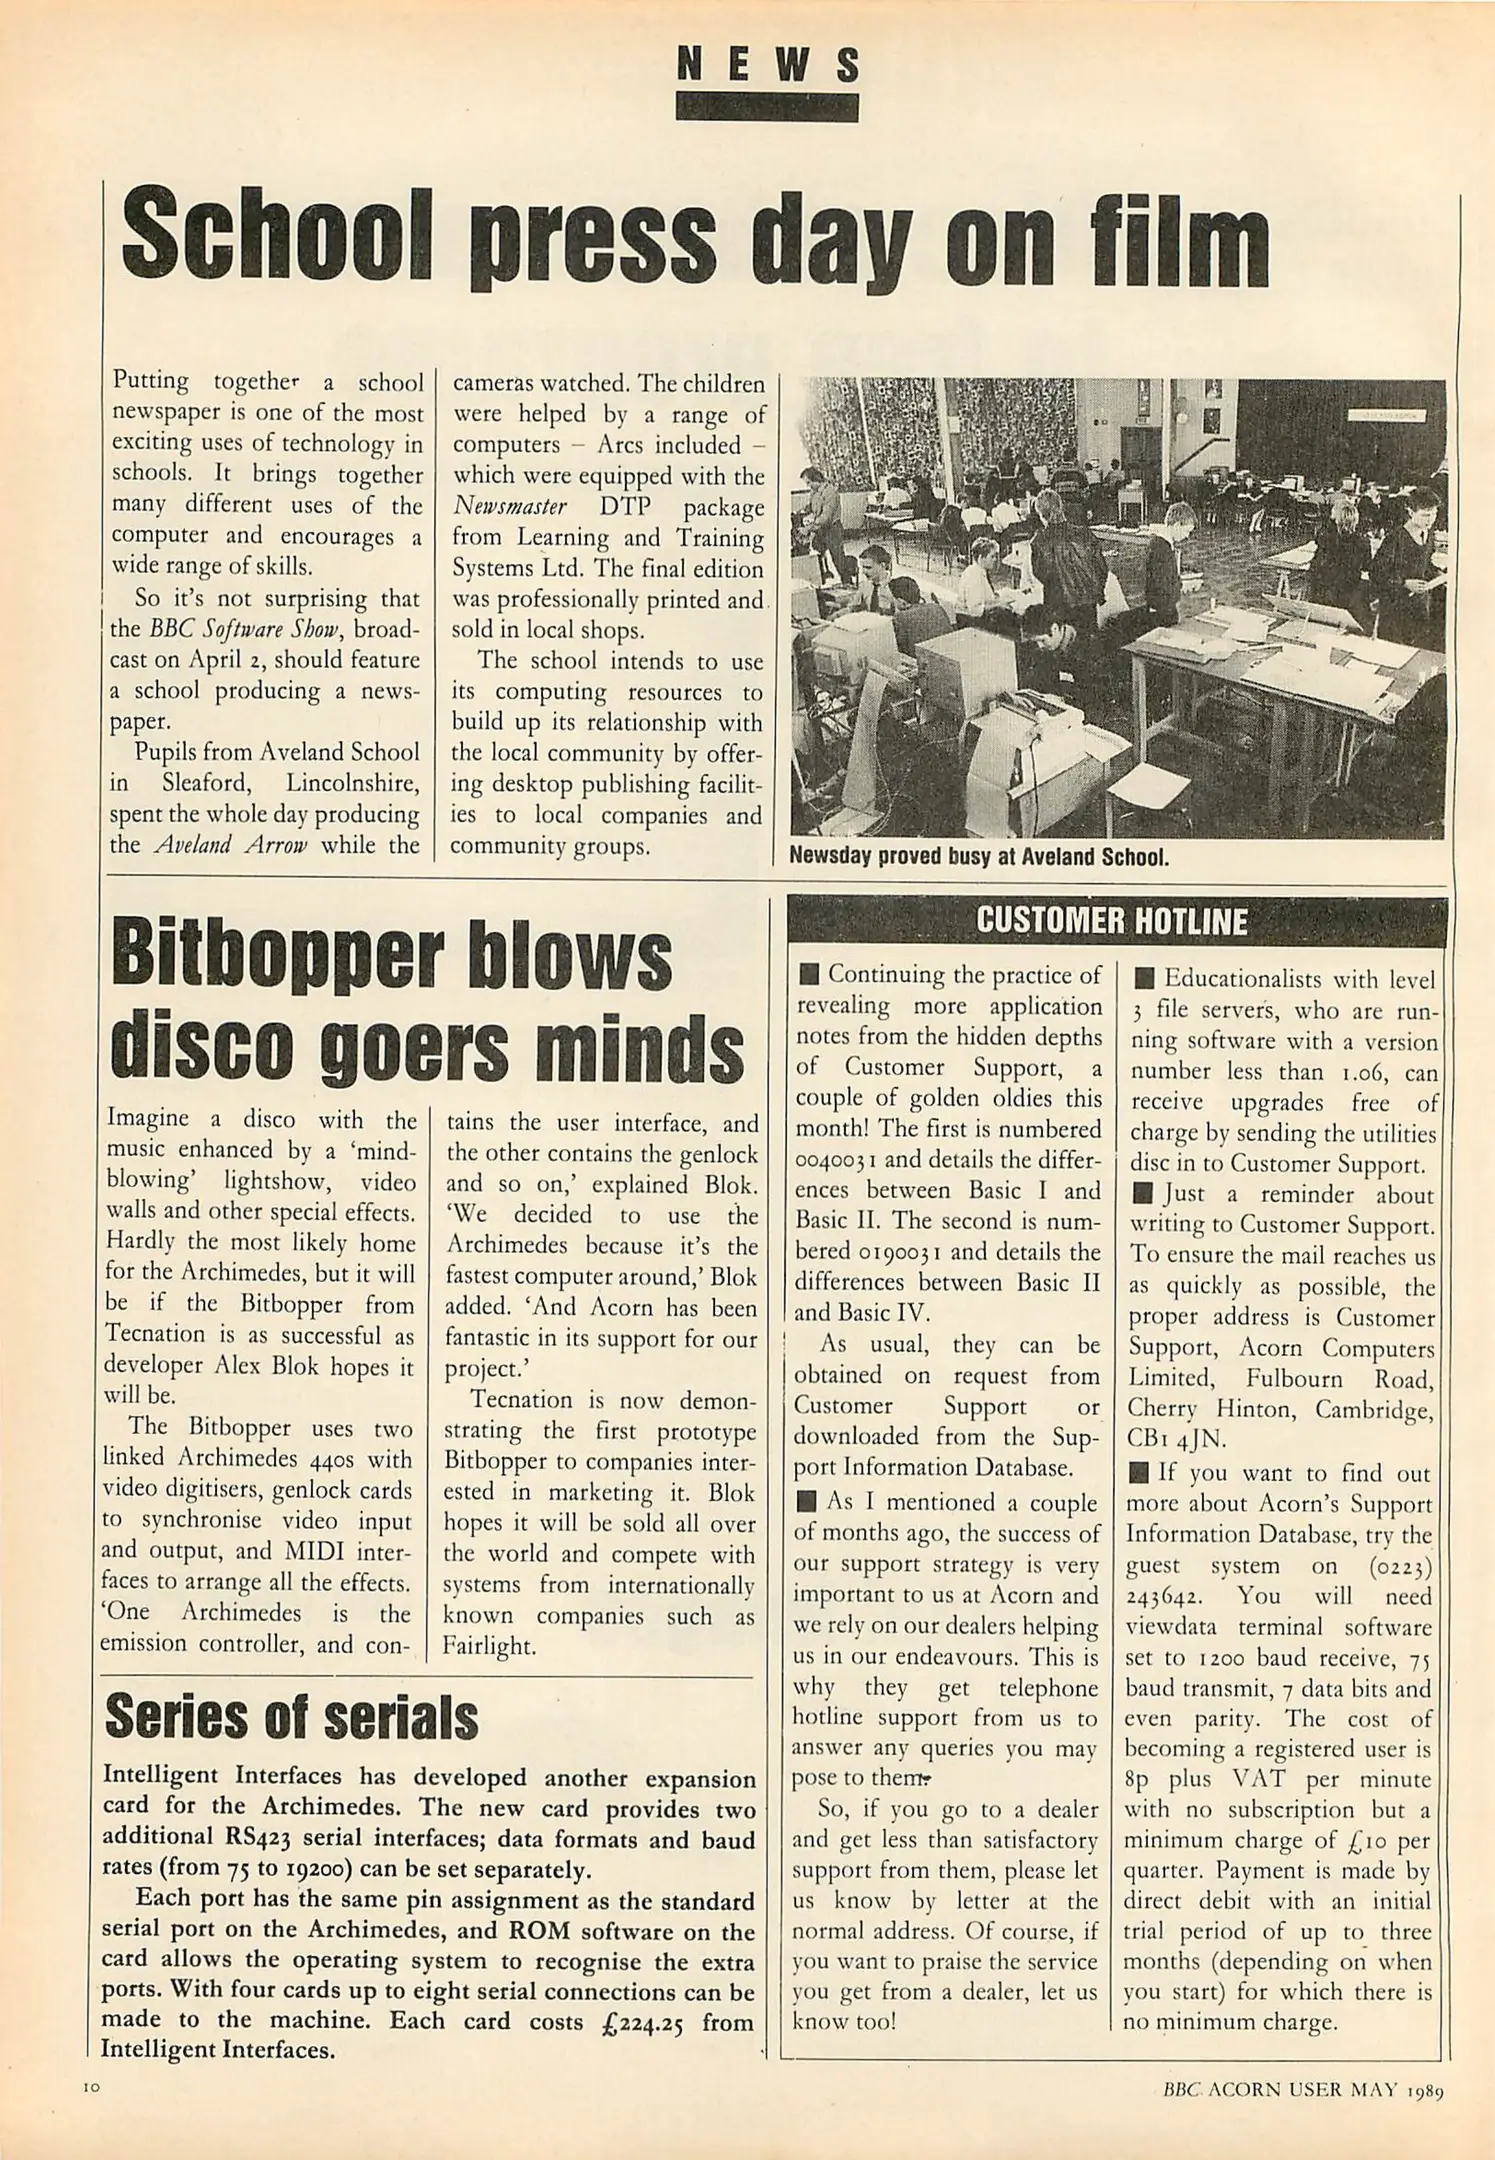 NEWS
School press day on film
Putting together a school
newspaper is one of the most
exciting uses of technology in
schools. It brings together
many different uses of the
computer and encourages a
wide range of skills.
So it's not surprising that
the BBC Software Show, broad-
cast on April 2, should feature
a school producing a news-
paper.
Pupils from Aveland School
in Sleaford, Lincolnshire,
spent the whole day producing
the Aveland Arrow while the
cameras watched. The children
were helped by a range of
computers – Arcs included –
which were equipped with the
Newsmaster DTP package
from Learning and Training
Systems Ltd. The final edition
was professionally printed and
sold in local shops.
The school intends to use
its computing resources to
build up its relationship with
the local community by offer-
ing desktop publishing facilit-
ies to local companies and
community groups.
Newsday proved busy at Aveland School.
Bitbopper blows
disco goers minds
Imagine a disco with the
music enhanced by a ‘mind-
blowing’ lightshow, video
walls and other special effects.
Hardly the most likely home
for the Archimedes, but it will
be if the Bitbopper from
Tecnation is as successful as
developer Alex Blok hopes it
will be.
The Bitbopper uses two
linked Archimedes 440s with
video digitisers, genlock cards
to synchronise video input
and output, and MIDI inter-
faces to arrange all the effects.
‘One Archimedes is the
emission controller, and con-
tains the user interface, and
the other contains the genlock
and so on,’ explained Blok.
‘We decided to use the
Archimedes because it's the
fastest computer around,’ Blok
added. ‘And Acorn has been
fantastic in its support for our
project.’
Tecnation is now demon-
strating the first prototype
Bitbopper to companies inter-
ested in marketing it. Blok
hopes it will be sold all over
the world and compete with
systems from internationally
known companies such as
Fairlight.
Series of serials
Intelligent Interfaces has developed another expansion
card for the Archimedes. The new card provides two
additional RS423 serial interfaces; data formats and baud
rates (from 75 to 19200) can be set separately.
Each port has the same pin assignment as the standard
serial port on the Archimedes, and ROM software on the
card allows the operating system to recognise the extra
ports. With four cards up to eight serial connections can be
made to the machine. Each card costs £224.25 from
Intelligent Interfaces.
CUSTOMER HOTLINE
■ Continuing the practice of
revealing more application
notes from the hidden depths
of Customer Support, a
couple of golden oldies this
month! The first is numbered
0040031 and details the differ-
ences between Basic I and
Basic II. The second is num-
bered 0190031 and details the
differences between Basic II
and Basic IV.
As usual, they can be
obtained on request from
Customer Support or
downloaded from the Sup-
port Information Database.
■ As I mentioned a couple
of months ago, the success of
our support strategy is very
important to us at Acorn and
we rely on our dealers helping
us in our endeavours. This is
why they get telephone
hotline support from us to
answer any queries you may
pose to them.
So, if you go to a dealer
and get less than satisfactory
support from them, please let
us know by letter at the
normal address. Of course, if
you want to praise the service
you get from a dealer, let us
know too!
■ Educationalists with level
3 file servers, who are run-
ning software with a version
number less than 1.06, can
receive upgrades free of
charge by sending the utilities
disc in to Customer Support.
■ Just a reminder about
writing to Customer Support.
To ensure the mail reaches us
as quickly as possible, the
proper address is Customer
Support, Acorn Computers
Limited, Fulbourn Road,
Cherry Hinton, Cambridge,
CB1 4JN.
■ If you want to find out
more about Acorn's Support
Information Database, try the
guest system on (0223)
243642. You will need
viewdata terminal software
set to 1200 baud receive, 75
baud transmit, 7 data bits and
even parity. The cost of
becoming a registered user is
8p plus VAT per minute
with no subscription but a
minimum charge of £10 per
quarter. Payment is made by
direct debit with an initial
trial period of up to three
months (depending on when
you start) for which there is
no minimum charge.
10
BBC ACORN USER MAY 1989